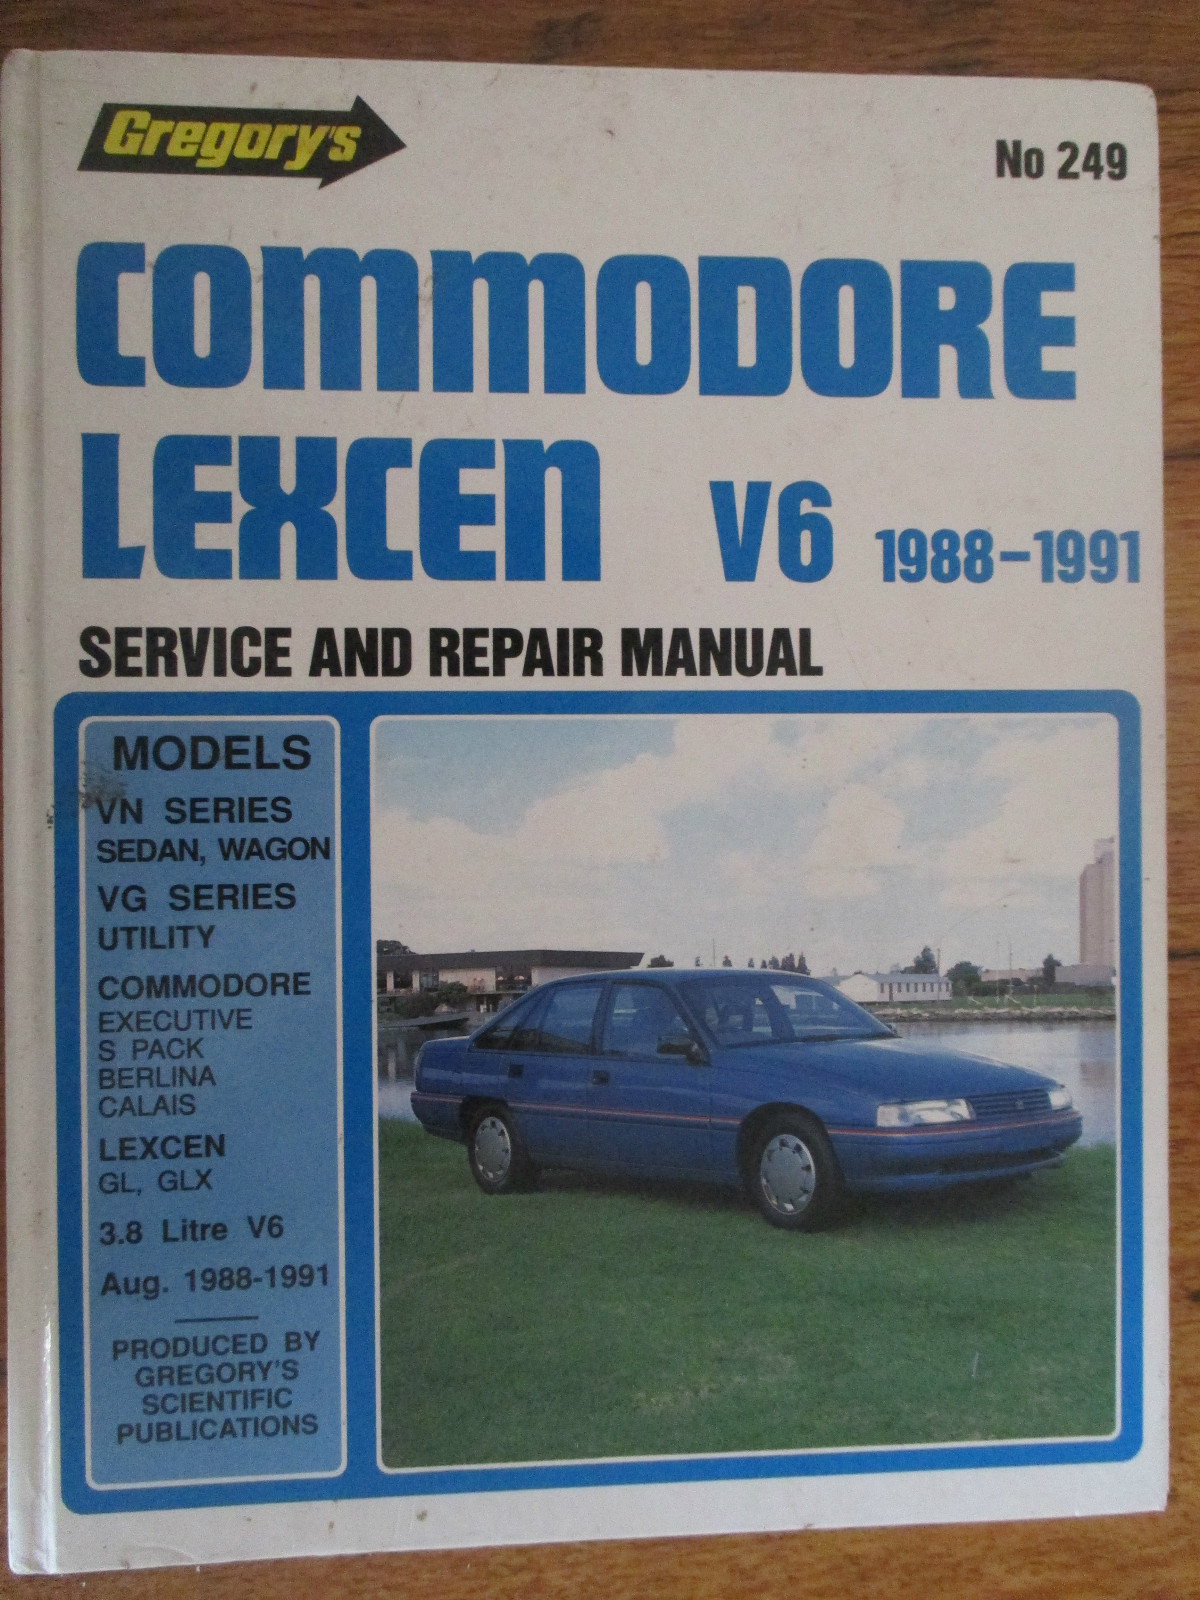 Gregory's
No 249
COMMODORE
LEXCEN V6 1988-1991
SERVICE AND REPAIR MANUAL
MODELS
VN SERIES
SEDAN, WAGON
VG SERIES
UTILITY
COMMODORE
EXECUTIVE
S PACK
BERLINA
CALAIS
LEXCEN
GL, GLX
3.8 Litre V6
Aug. 1988-1991
PRODUCED BY
GREGORY'S
SCIENTIFIC
PUBLICATIONS